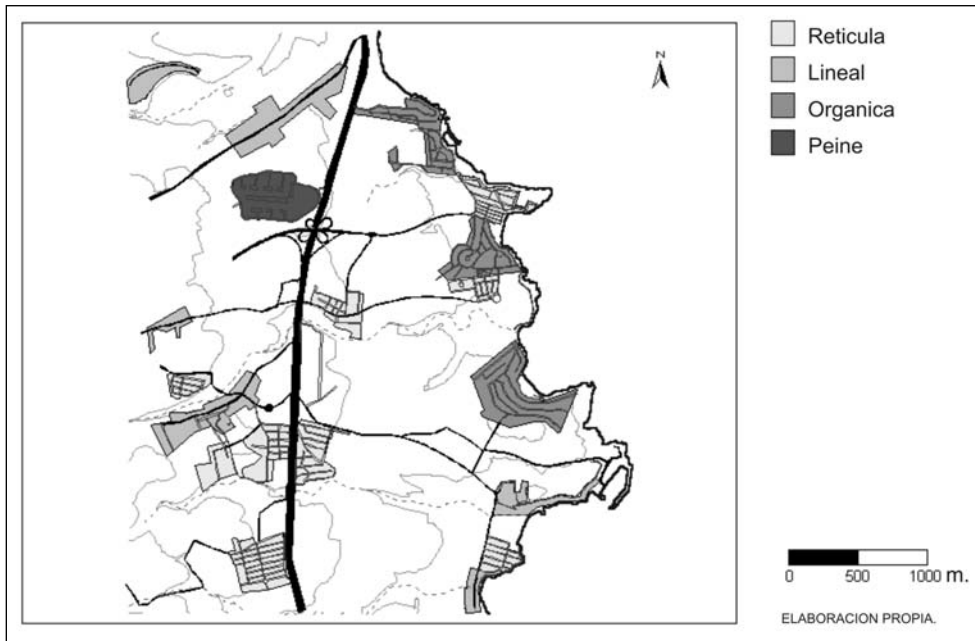 N
Reticula
Lineal
Organica
Peine
0 500 1000 m.
ELABORACION PROPIA.